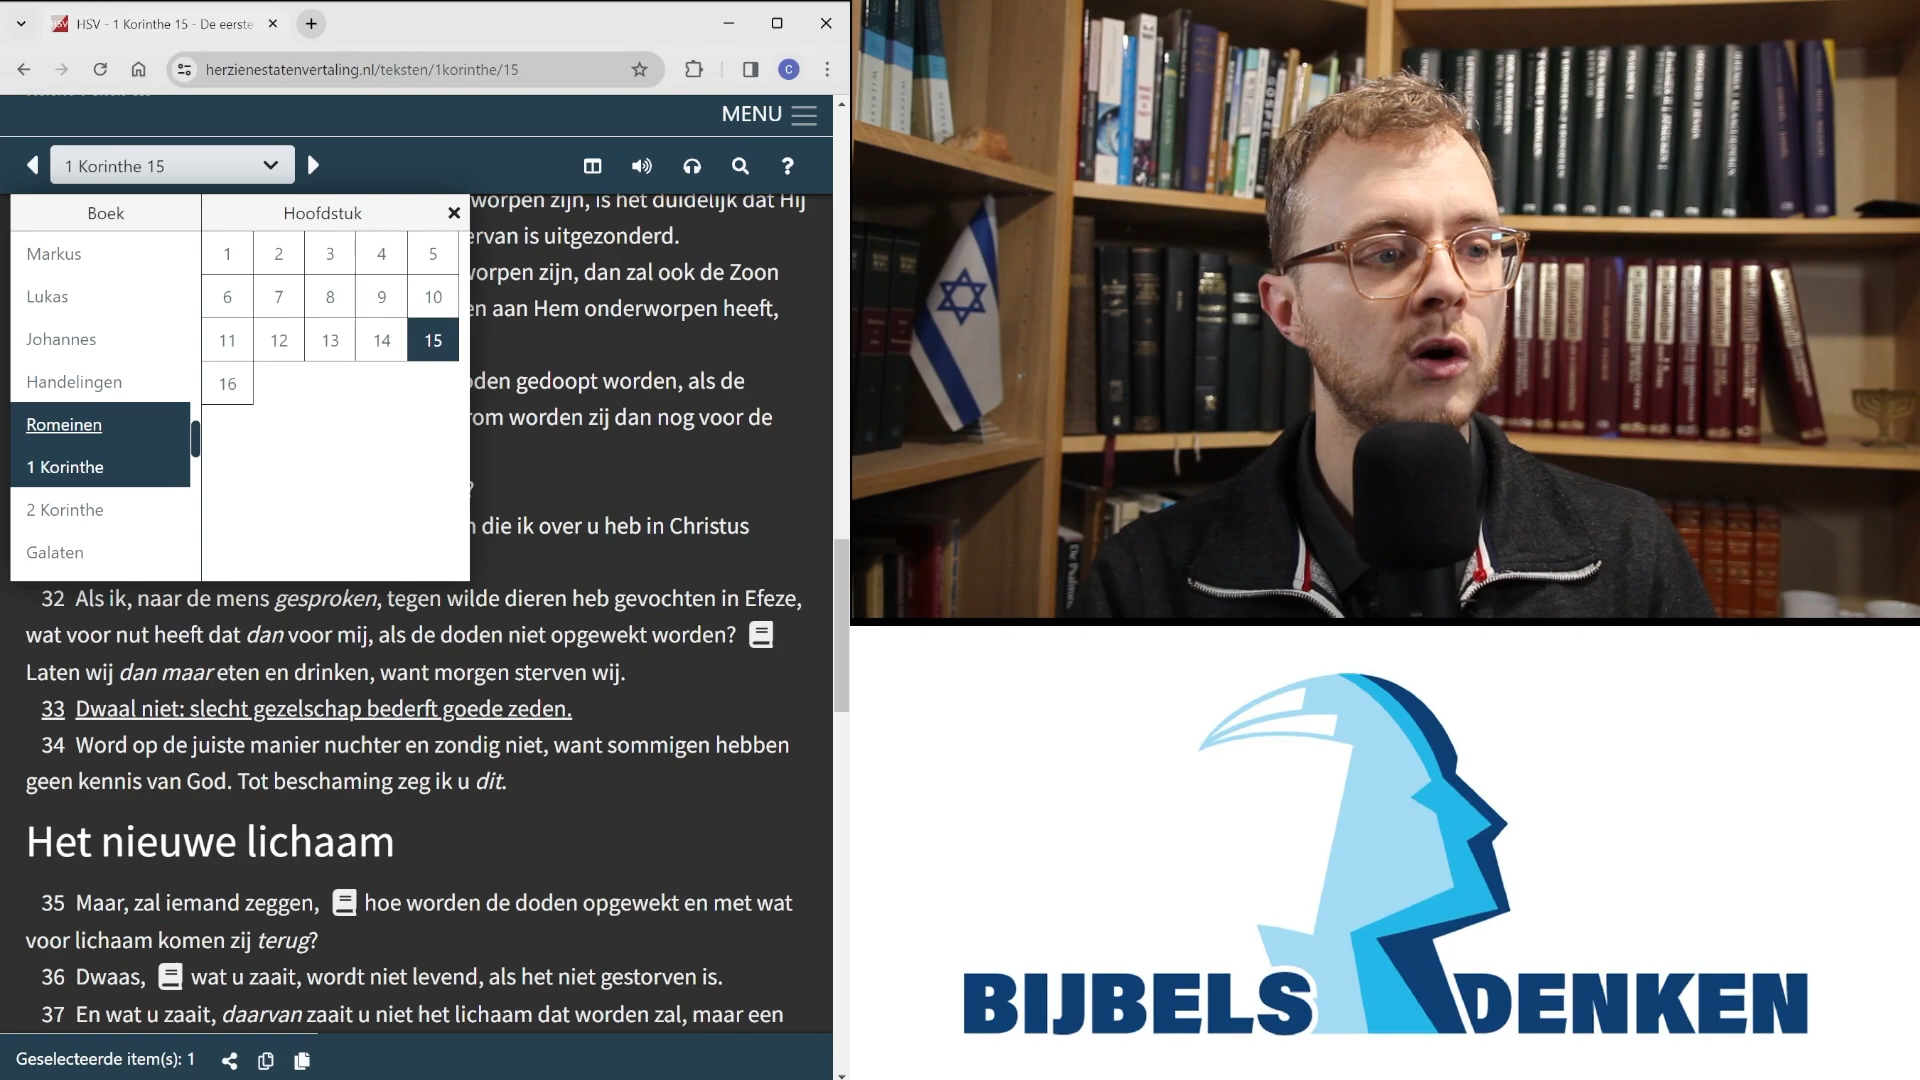 HSV - 1 Korinthe 15 - De eerste
herzienestatenvertaling.nl/teksten/1korinthe/15
C
MENU
1 Korinthe 15
?
Boek
Hoofdstuk
Markus
Lukas
Johannes
Handelingen
Romeinen
1 Korinthe
2 Korinthe
Galaten
1 2 3 4 5
6 7 8 9 10
11 12 13 14 15
16
worpen zijn, is het duidelijk dat Hij
ervan is uitgezonderd.
worpen zijn, dan zal ook de Zoon
en aan Hem onderworpen heeft,
oden gedoopt worden, als de
rom worden zij dan nog voor de
?
n die ik over u heb in Christus
32 Als ik, naar de mens gesproken, tegen wilde dieren heb gevochten in Efeze,
wat voor nut heeft dat dan voor mij, als de doden niet opgewekt worden?
Laten wij dan maar eten en drinken, want morgen sterven wij.
33 Dwaal niet: slecht gezelschap bederft goede zeden.
34 Word op de juiste manier nuchter en zondig niet, want sommigen hebben
geen kennis van God. Tot beschaming zeg ik u dit.
Het nieuwe lichaam
35 Maar, zal iemand zeggen, hoe worden de doden opgewekt en met wat
voor lichaam komen zij terug?
36 Dwaas, wat u zaait, wordt niet levend, als het niet gestorven is.
37 En wat u zaait, daarvan zaait u niet het lichaam dat worden zal, maar een
Geselecteerde item(s): 1
BIJBELS DENKEN